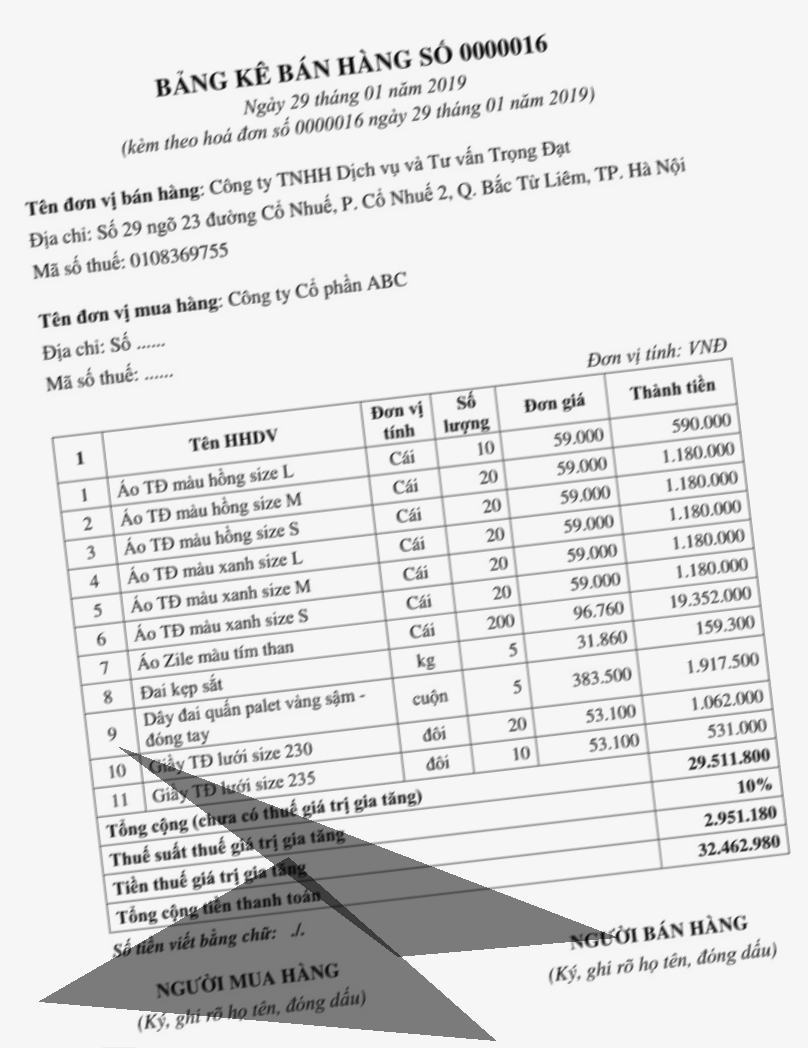 BẢNG KÊ BÁN HÀNG SỐ 0000016
Ngày 29 tháng 01 năm 2019
(kèm theo hoá đơn số 0000016 ngày 29 tháng 01 năm 2019)
Tên đơn vị bán hàng: Công ty TNHH Dịch vụ và Tư vấn Trọng Đạt
Địa chỉ: Số 29 ngõ 23 đường Cổ Nhuế, P. Cổ Nhuế 2, Q. Bắc Từ Liêm, TP. Hà Nội
Mã số thuế: 0108369755
Tên đơn vị mua hàng: Công ty Cổ phần ABC
Địa chỉ: Số ......
Mã số thuế: ......
Đơn vị tính: VNĐ
1 Tên HHDV Đơn vị tính Số lượng Đơn giá Thành tiền
1 Áo TĐ màu hồng size L Cái 10 59.000 590.000
2 Áo TĐ màu hồng size M Cái 20 59.000 1.180.000
3 Áo TĐ màu hồng size S Cái 20 59.000 1.180.000
4 Áo TĐ màu xanh size L Cái 20 59.000 1.180.000
5 Áo TĐ màu xanh size M Cái 20 59.000 1.180.000
6 Áo TĐ màu xanh size S Cái 20 59.000 1.180.000
7 Áo Zile màu tím than Cái 200 96.760 19.352.000
8 Đai kẹp sắt kg 5 31.860 159.300
9 Dây đai quấn palet vàng sậm - đóng tay cuộn 5 383.500 1.917.500
10 Giầy TĐ lưới size 230 đôi 20 53.100 1.062.000
11 Giầy TĐ lưới size 235 đôi 10 53.100 531.000
Tổng cộng (chưa có thuế giá trị gia tăng) 29.511.800
Thuế suất thuế giá trị gia tăng 10%
Tiền thuế giá trị gia tăng 2.951.180
Tổng cộng tiền thanh toán 32.462.980
Số tiền viết bằng chữ: ./.
NGƯỜI MUA HÀNG NGƯỜI BÁN HÀNG
(Ký, ghi rõ họ tên, đóng dấu) (Ký, ghi rõ họ tên, đóng dấu)